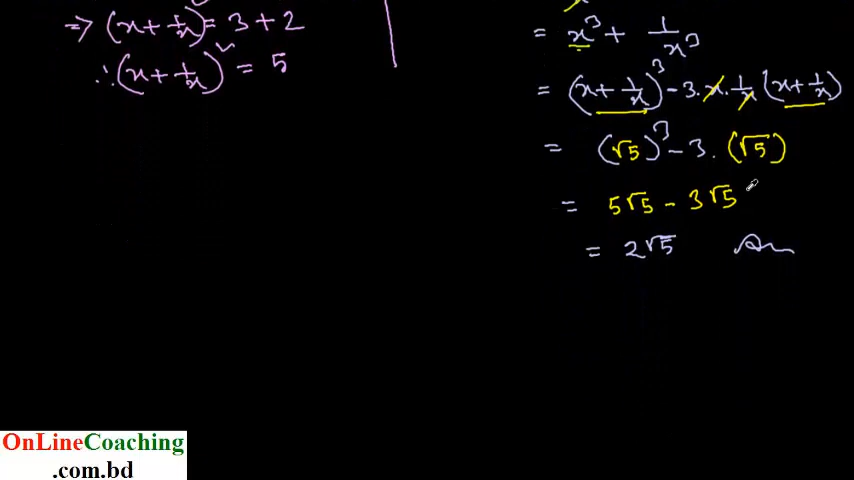 => (x + 1/x)² = 3 + 2
∴ (x + 1/x)² = 5
= x³ + 1/x³
= (x + 1/x)³ - 3.x.1/x (x + 1/x)
= (√5)³ - 3.(√5)
= 5√5 - 3√5
= 2√5 Ans
OnLineCoaching
.com.bd